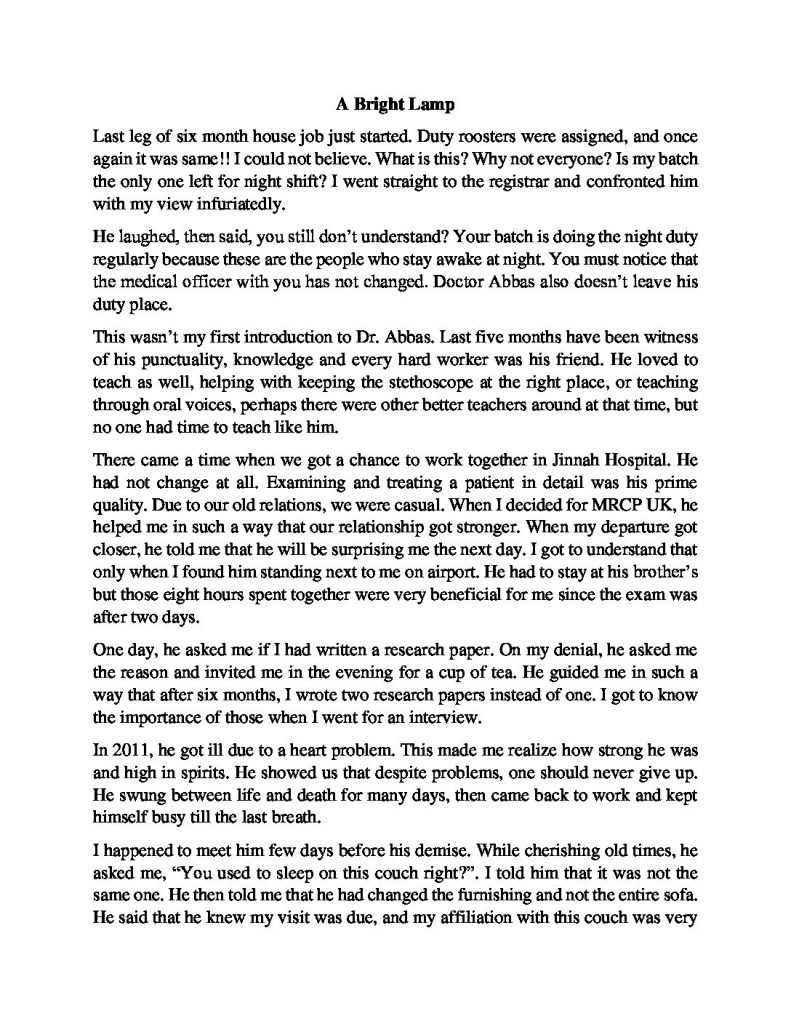 A Bright Lamp
Last leg of six month house job just started. Duty roosters were assigned, and once
again it was same!! I could not believe. What is this? Why not everyone? Is my batch
the only one left for night shift? I went straight to the registrar and confronted him
with my view infuriatedly.
He laughed, then said, you still don’t understand? Your batch is doing the night duty
regularly because these are the people who stay awake at night. You must notice that
the medical officer with you has not changed. Doctor Abbas also doesn’t leave his
duty place.
This wasn’t my first introduction to Dr. Abbas. Last five months have been witness
of his punctuality, knowledge and every hard worker was his friend. He loved to
teach as well, helping with keeping the stethoscope at the right place, or teaching
through oral voices, perhaps there were other better teachers around at that time, but
no one had time to teach like him.
There came a time when we got a chance to work together in Jinnah Hospital. He
had not change at all. Examining and treating a patient in detail was his prime
quality. Due to our old relations, we were casual. When I decided for MRCP UK, he
helped me in such a way that our relationship got stronger. When my departure got
closer, he told me that he will be surprising me the next day. I got to understand that
only when I found him standing next to me on airport. He had to stay at his brother’s
but those eight hours spent together were very beneficial for me since the exam was
after two days.
One day, he asked me if I had written a research paper. On my denial, he asked me
the reason and invited me in the evening for a cup of tea. He guided me in such a
way that after six months, I wrote two research papers instead of one. I got to know
the importance of those when I went for an interview.
In 2011, he got ill due to a heart problem. This made me realize how strong he was
and high in spirits. He showed us that despite problems, one should never give up.
He swung between life and death for many days, then came back to work and kept
himself busy till the last breath.
I happened to meet him few days before his demise. While cherishing old times, he
asked me, “You used to sleep on this couch right?”. I told him that it was not the
same one. He then told me that he had changed the furnishing and not the entire sofa.
He said that he knew my visit was due, and my affiliation with this couch was very